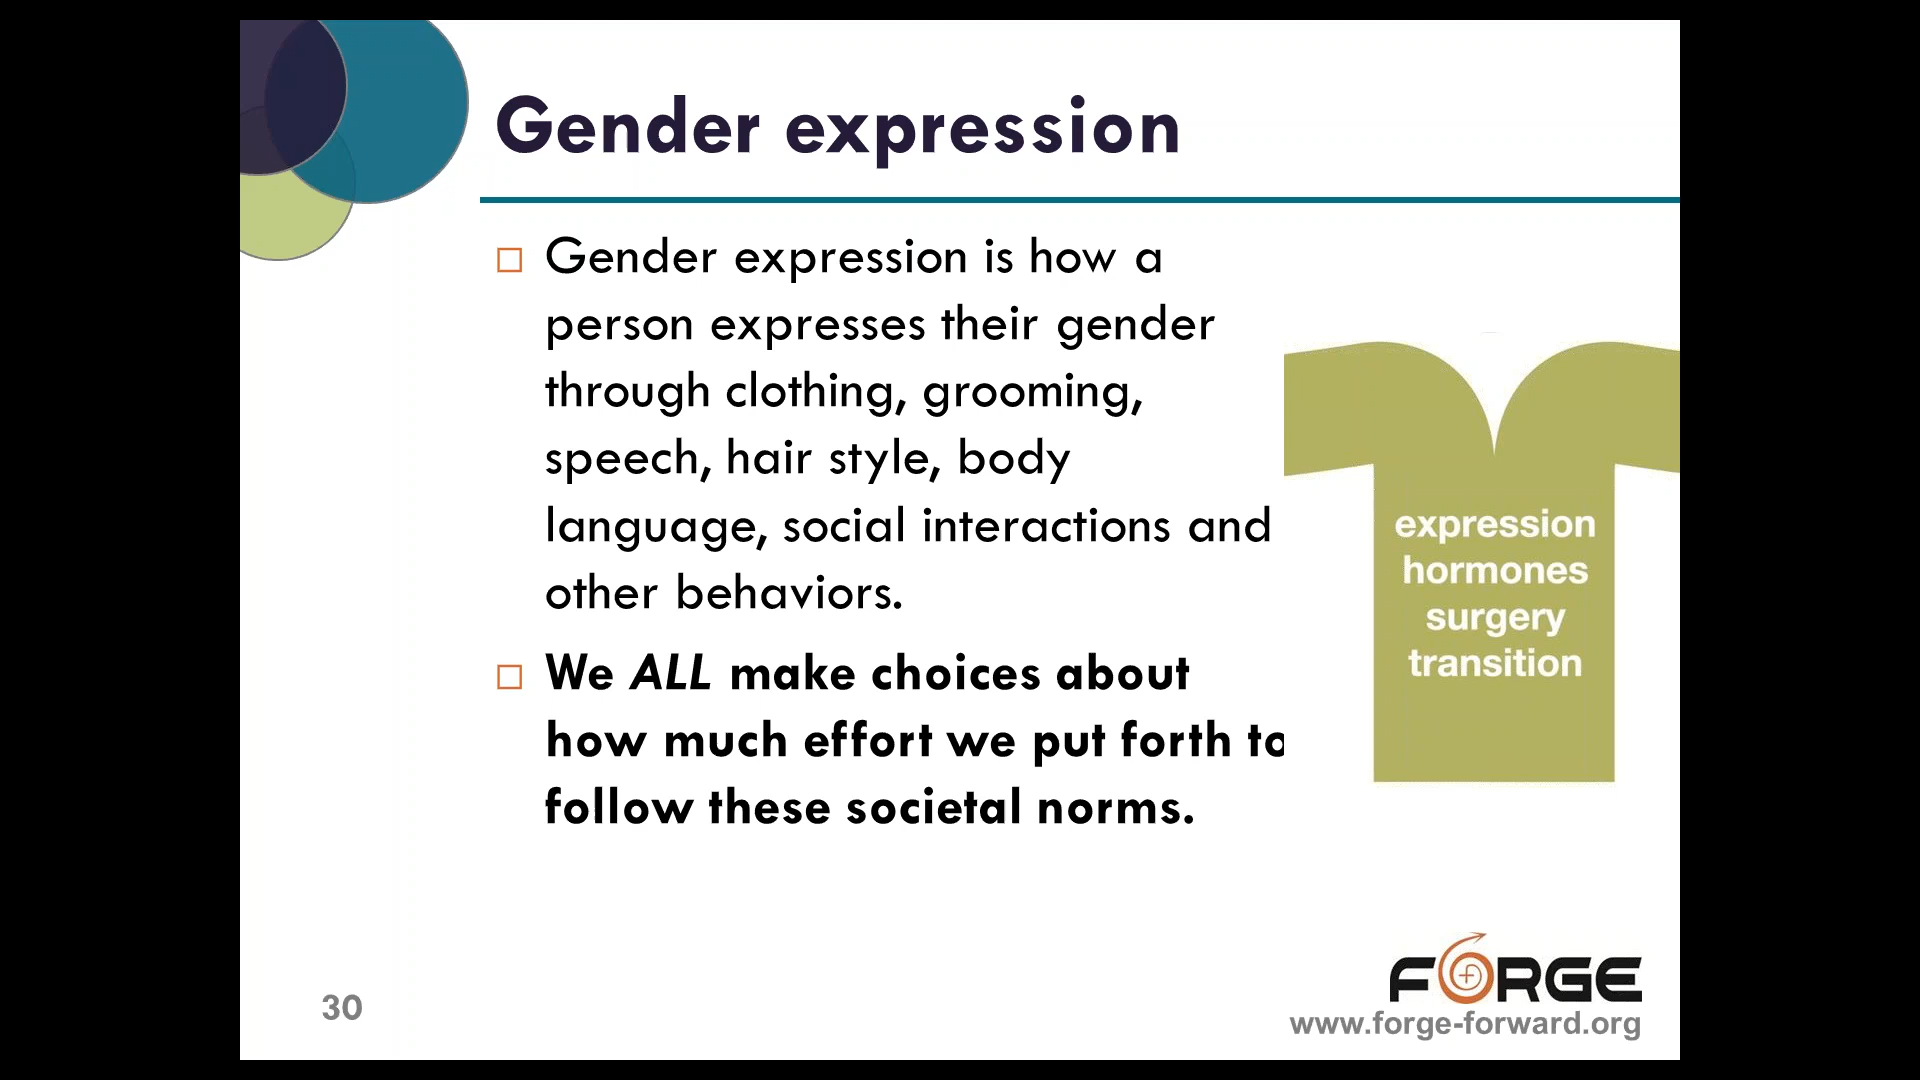 Gender expression
Gender expression is how a
person expresses their gender
through clothing, grooming,
speech, hair style, body
language, social interactions and
other behaviors.
We ALL make choices about
how much effort we put forth to
follow these societal norms.
expression
hormones
surgery
transition
30
FORGE
www.forge-forward.org